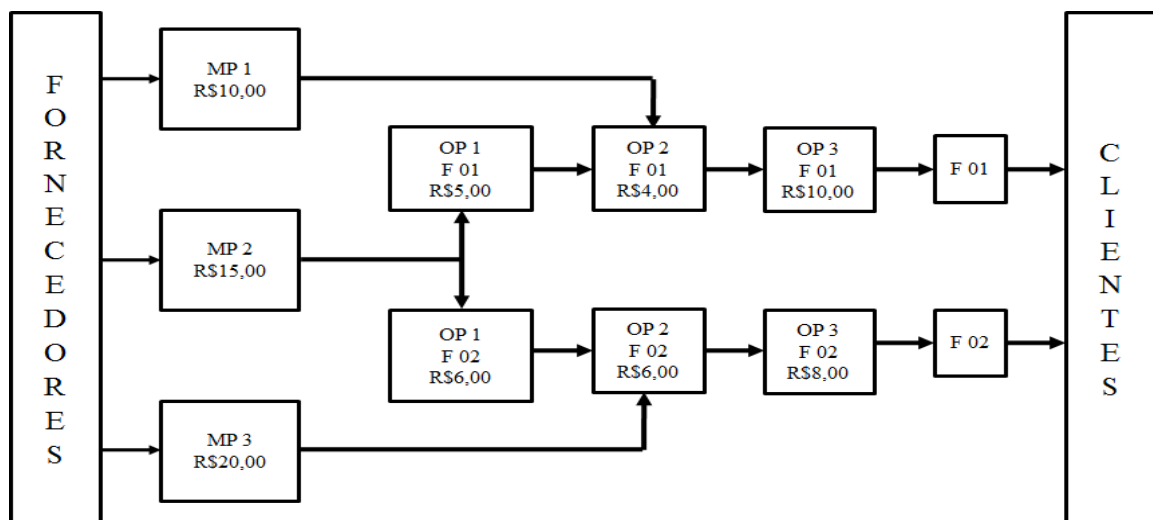 FORNECEDORES
MP 1
R$10,00
MP 2
R$15,00
MP 3
R$20,00
OP 1
F 01
R$5,00
OP 2
F 01
R$4,00
OP 3
F 01
R$10,00
F 01
OP 1
F 02
R$6,00
OP 2
F 02
R$6,00
OP 3
F 02
R$8,00
F 02
CLIENTES